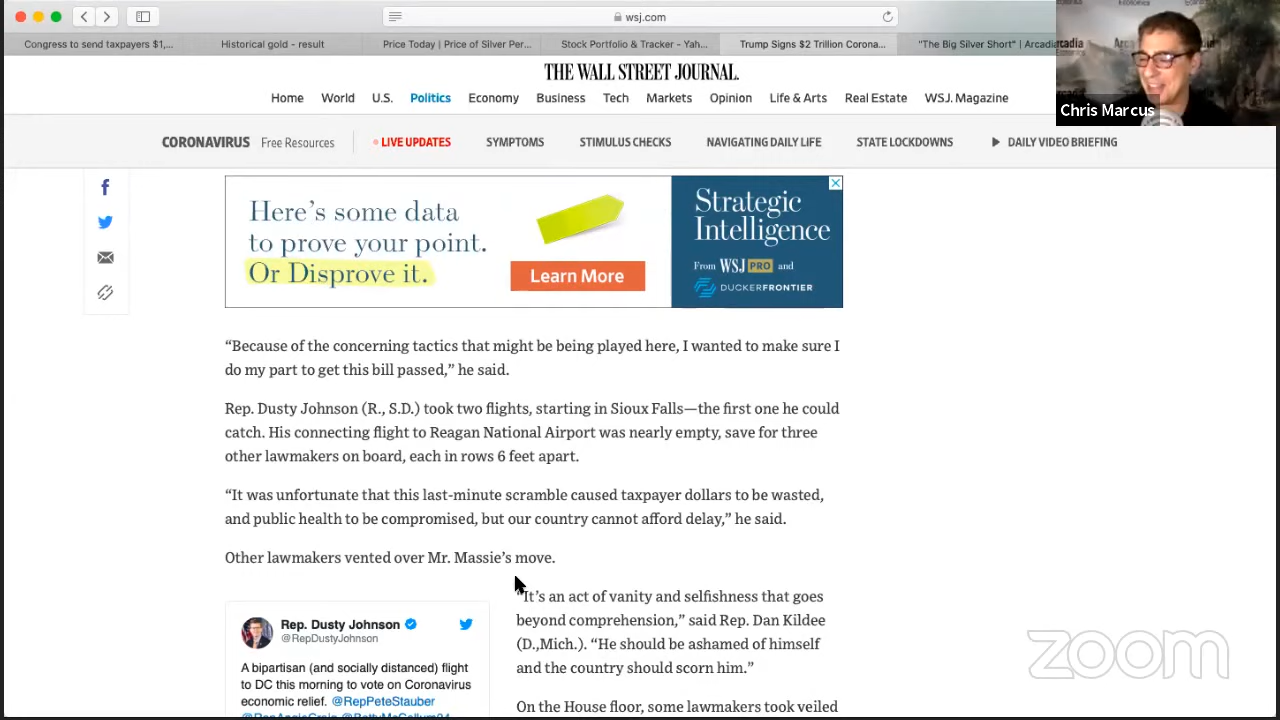 wsj.com
Congress to send taxpayers $1,...
Historical gold - result
Price Today | Price of Silver Per...
Stock Portfolio & Tracker - Yah...
Trump Signs $2 Trillion Corona...
"The Big Silver Short" | Arcadia
Chris Marcus
THE WALL STREET JOURNAL.
Home World U.S. Politics Economy Business Tech Markets Opinion Life & Arts Real Estate WSJ. Magazine
CORONAVIRUS Free Resources LIVE UPDATES SYMPTOMS STIMULUS CHECKS NAVIGATING DAILY LIFE STATE LOCKDOWNS DAILY VIDEO BRIEFING
Here's some data
to prove your point.
Or Disprove it.
Learn More
Strategic
Intelligence
From WSJ PRO and
DUCKERFRONTIER
“Because of the concerning tactics that might be being played here, I wanted to make sure I
do my part to get this bill passed,” he said.
Rep. Dusty Johnson (R., S.D.) took two flights, starting in Sioux Falls—the first one he could
catch. His connecting flight to Reagan National Airport was nearly empty, save for three
other lawmakers on board, each in rows 6 feet apart.
“It was unfortunate that this last-minute scramble caused taxpayer dollars to be wasted,
and public health to be compromised, but our country cannot afford delay,” he said.
Other lawmakers vented over Mr. Massie’s move.
“It’s an act of vanity and selfishness that goes
beyond comprehension,” said Rep. Dan Kildee
(D.,Mich.). “He should be ashamed of himself
and the country should scorn him.”
On the House floor, some lawmakers took veiled
Rep. Dusty Johnson
@RepDustyJohnson
A bipartisan (and socially distanced) flight
to DC this morning to vote on Coronavirus
economic relief. @RepPeteStauber
@RepAngieCraig @BettyMcCollum04
zoom